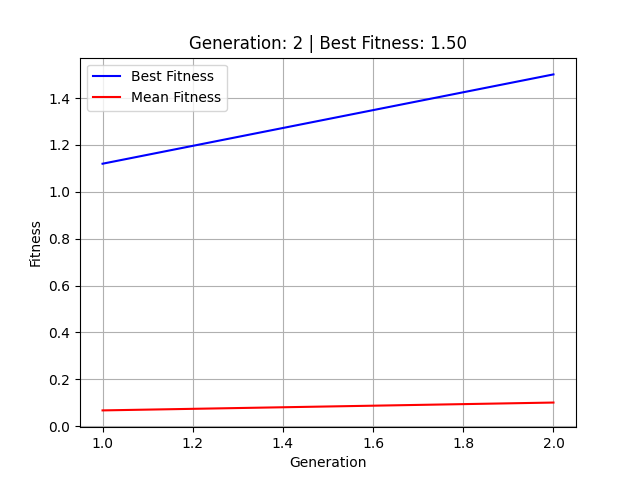 Generation: 2 | Best Fitness: 1.50
Best Fitness
Mean Fitness
1.4
1.2
1.0
0.8
0.6
0.4
0.2
0.0
Fitness
1.0 1.2 1.4 1.6 1.8 2.0
Generation